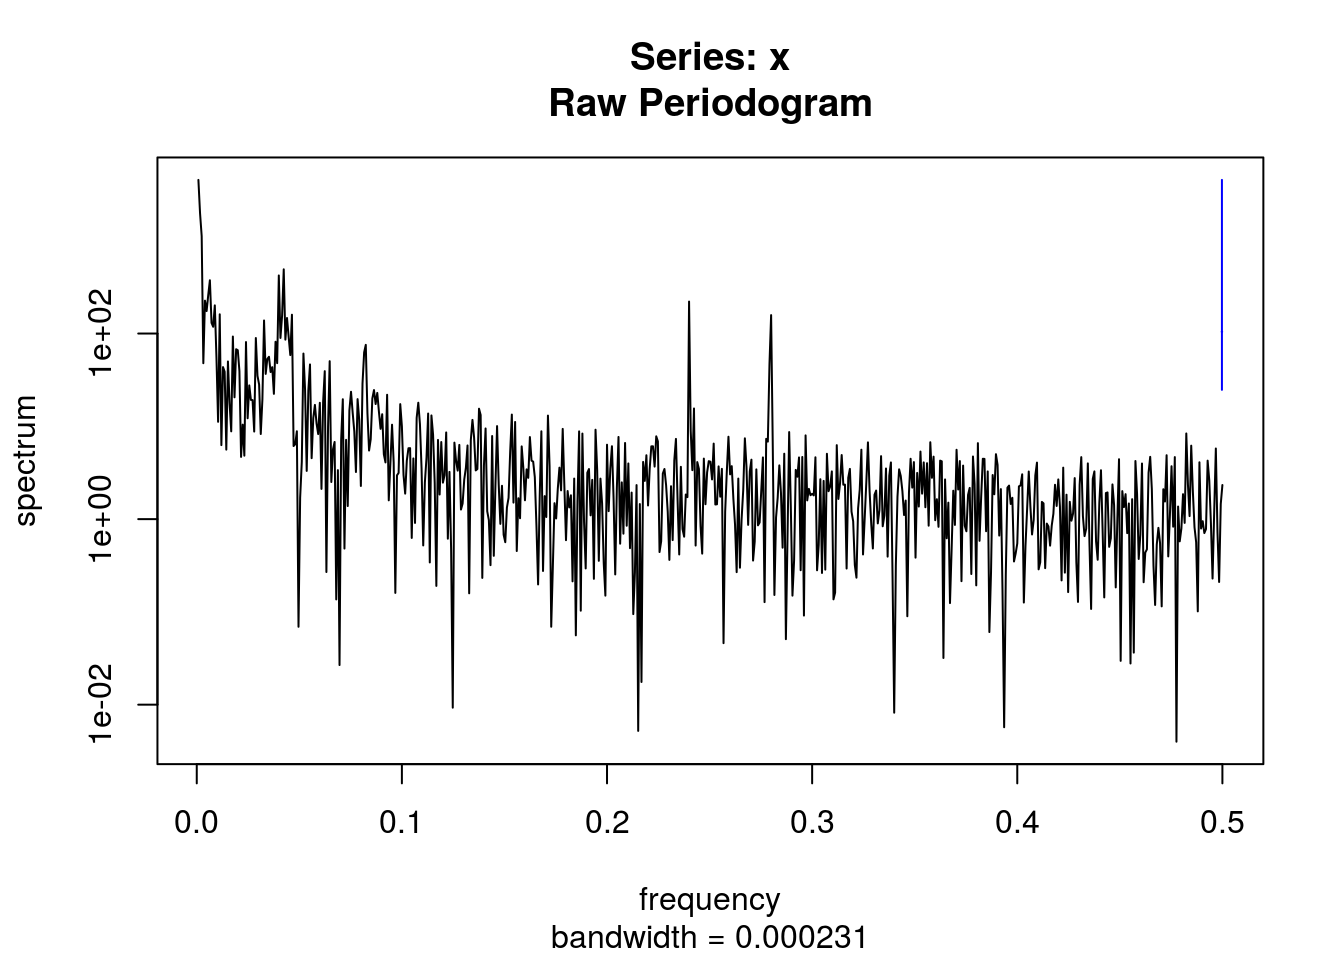 Series: x
Raw Periodogram
spectrum
1e+02
1e+00
1e-02
0.0 0.1 0.2 0.3 0.4 0.5
frequency
bandwidth = 0.000231